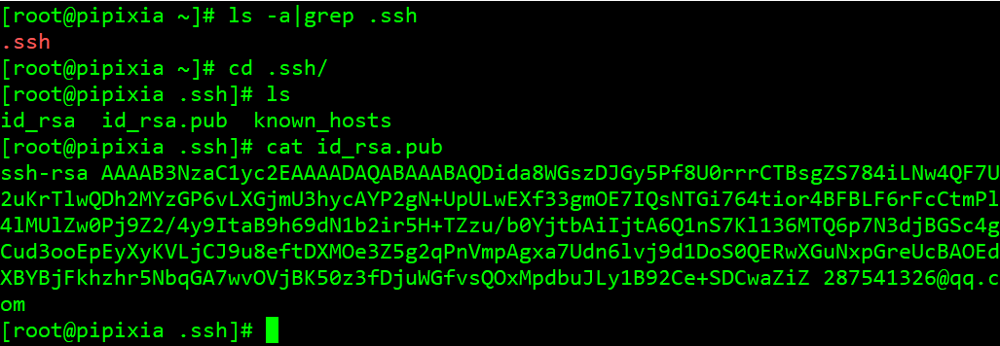 [root@pipixia ~]# ls -a|grep .ssh
.ssh
[root@pipixia ~]# cd .ssh/
[root@pipixia .ssh]# ls
id_rsa  id_rsa.pub  known_hosts
[root@pipixia .ssh]# cat id_rsa.pub
ssh-rsa AAAAB3NzaC1yc2EAAAADAQABAAABAQDida8WGszDJGy5Pf8U0rrrCTBsgZS784iLNw4QF7U
2uKrTlwQDh2MYzGP6vLXGjmU3hycAYP2gN+UpULwEXf33gmOE7IQsNTGi764tior4BFBLF6rFcCtmPl
4lMUlZw0Pj9Z2/4y9ItaB9h69dN1b2ir5H+TZzu/b0YjtbAiIjtA6Q1nS7Kl136MTQ6p7N3djBGSc4g
Cud3ooEpEyXyKVLjCJ9u8eftDXMOe3Z5g2qPnVmpAgxa7Udn6lvj9d1DoS0QERwXGuNxpGreUcBAOEd
XBYBjFkhzhr5NbqGA7wvOVjBK50z3fDjuWGfvsQOxMpdbuJLy1B92Ce+SDCwaZiZ 287541326@qq.c
om
[root@pipixia .ssh]#